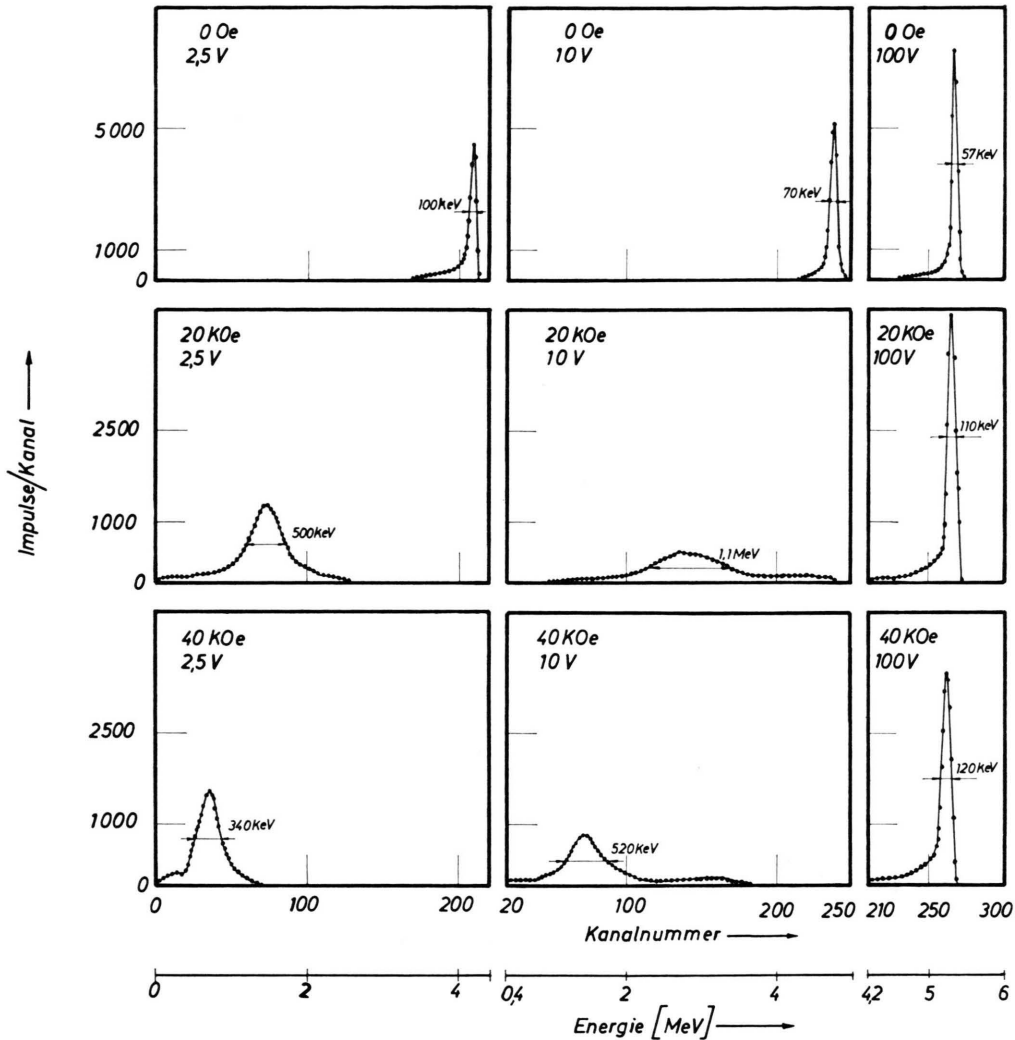 0 Oe
2,5 V
0 Oe
10 V
0 Oe
100 V
5 000
1000
0
100 KeV
70 KeV
57 KeV
20 KOe
2,5 V
20 KOe
10 V
20 KOe
100 V
2500
1000
0
500 KeV
1,1 MeV
110 KeV
Impulse/Kanal
40 KOe
2,5 V
40 KOe
10 V
40 KOe
100 V
2500
1000
0
340 KeV
520 KeV
120 KeV
0 100 200
20 100 200 250
210 250 300
Kanalnummer
0 2 4
0,4 2 4
4,2 5 6
Energie [MeV]